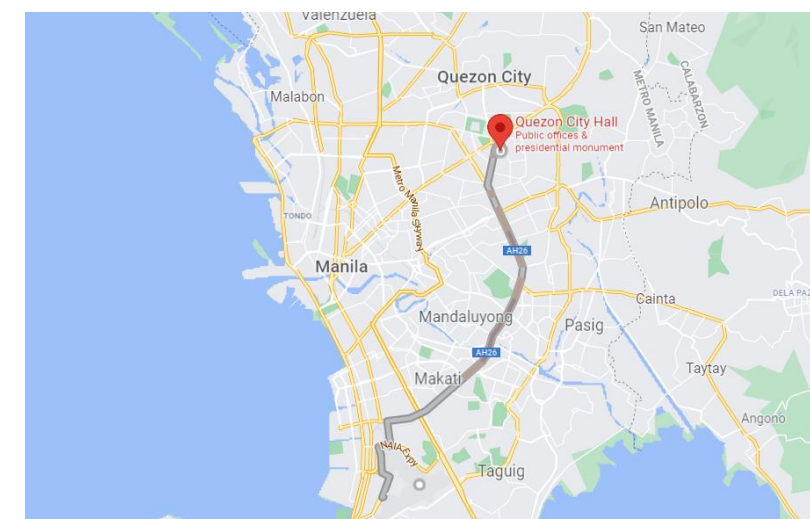 Valenzuela
San Mateo
Quezon City
METRO MANILA
CALABARZON
Malabon
Quezon City Hall
Public offices &
presidential monument
Metro Manila Skyway
Antipolo
TONDO
AH26
Manila
DELA PAZ
Cainta
Mandaluyong
Pasig
AH26
Taytay
Makati
Angono
NAIA Expy
Taguig